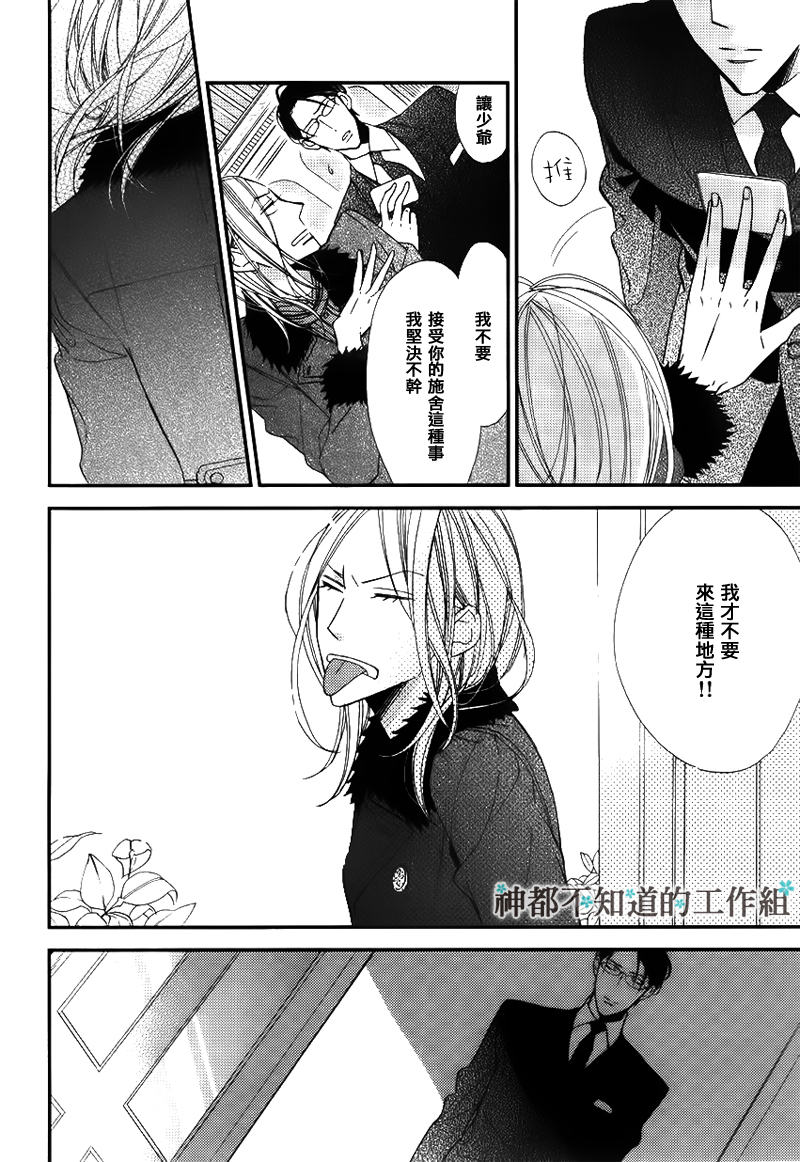 推
讓少爺
我不要
接受你的施舍這種事
我堅決不幹
我才不要
來這種地方!!
神都不知道的工作組